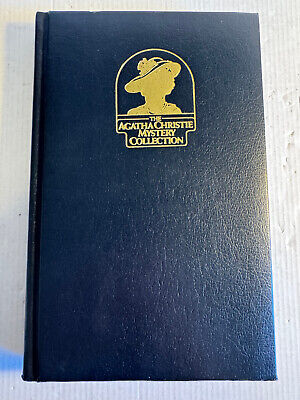 THE
AGATHA CHRISTIE
MYSTERY
COLLECTION